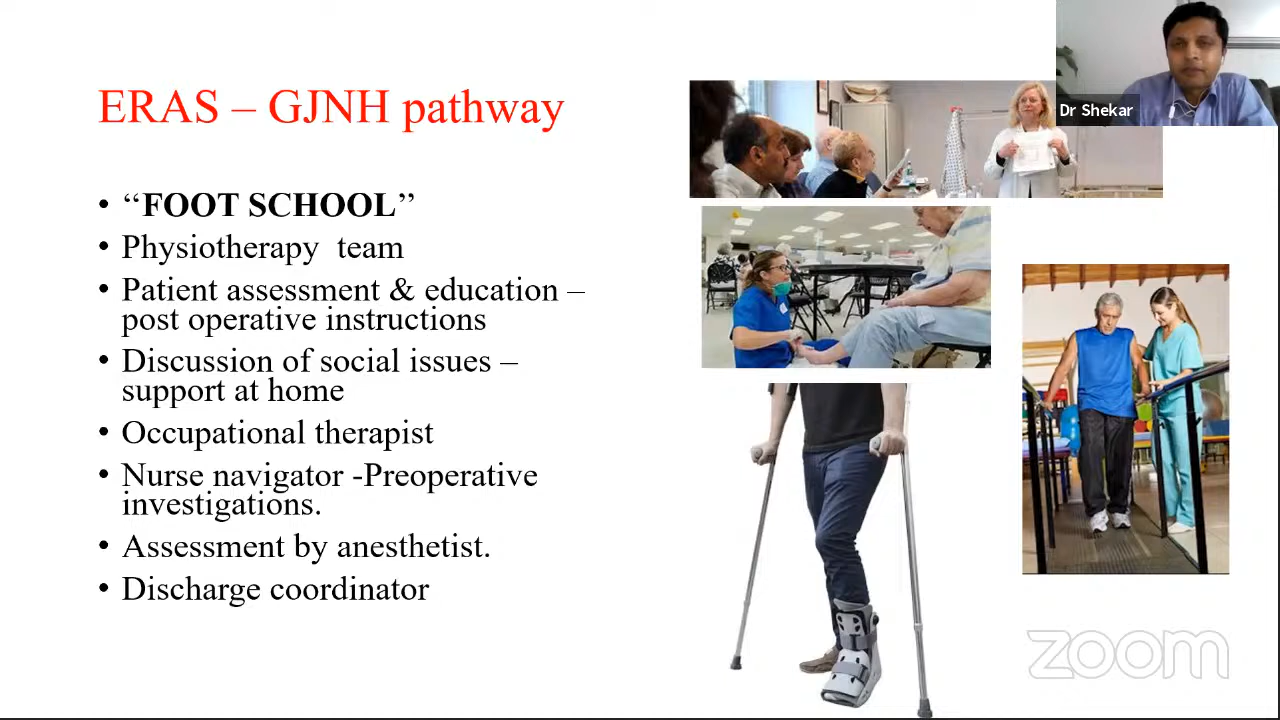 ERAS – GJNH pathway
• ‘‘FOOT SCHOOL’’
• Physiotherapy team
• Patient assessment & education –
post operative instructions
• Discussion of social issues –
support at home
• Occupational therapist
• Nurse navigator -Preoperative
investigations.
• Assessment by anesthetist.
• Discharge coordinator
Dr Shekar
zoom